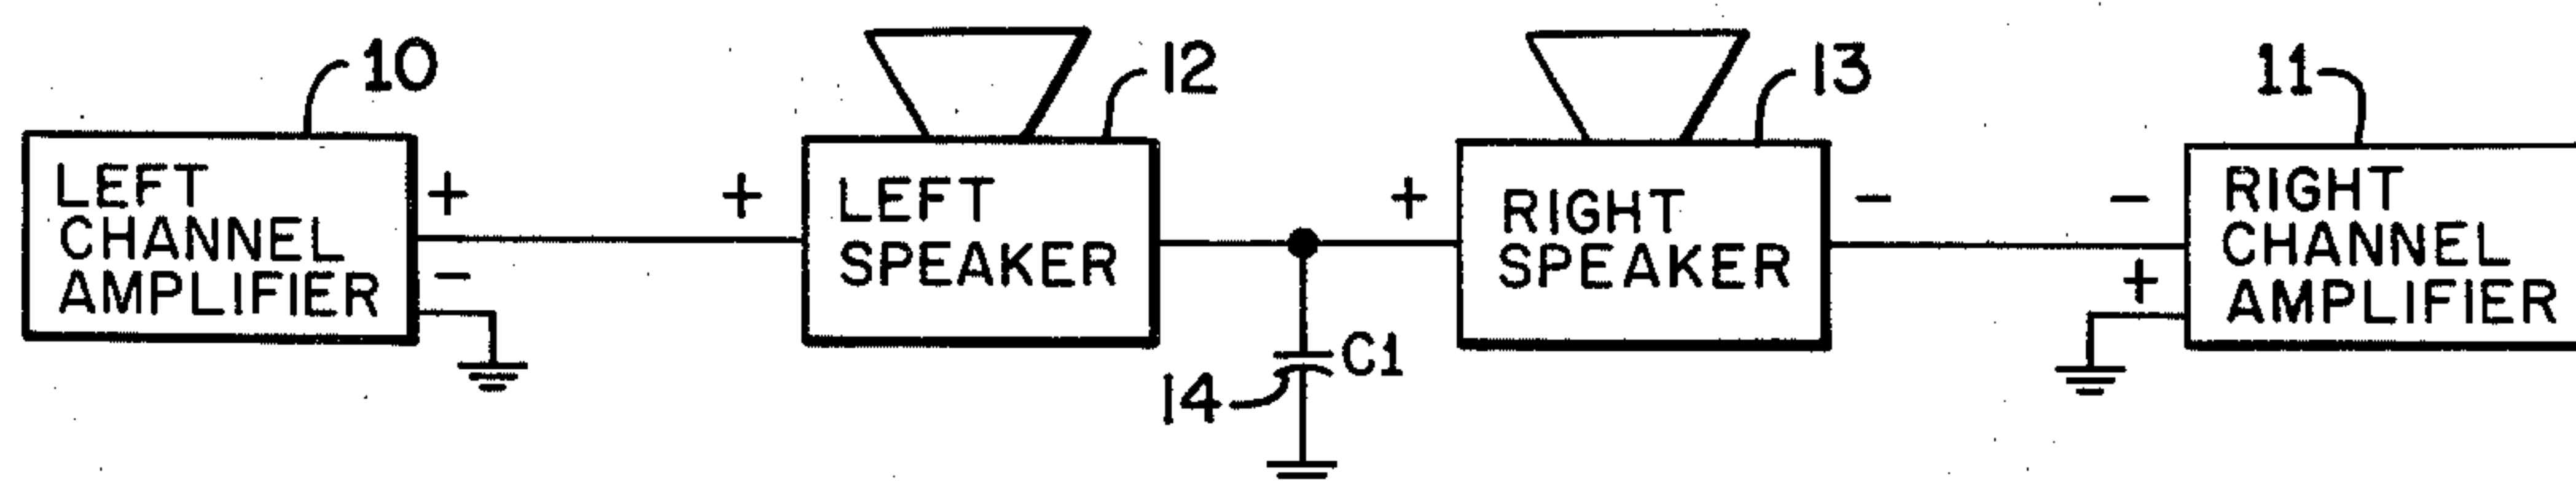 10
12
13
11
LEFT
CHANNEL
AMPLIFIER
+
-
+
LEFT
SPEAKER
+
RIGHT
SPEAKER
-
-
+
RIGHT
CHANNEL
AMPLIFIER
C1
14